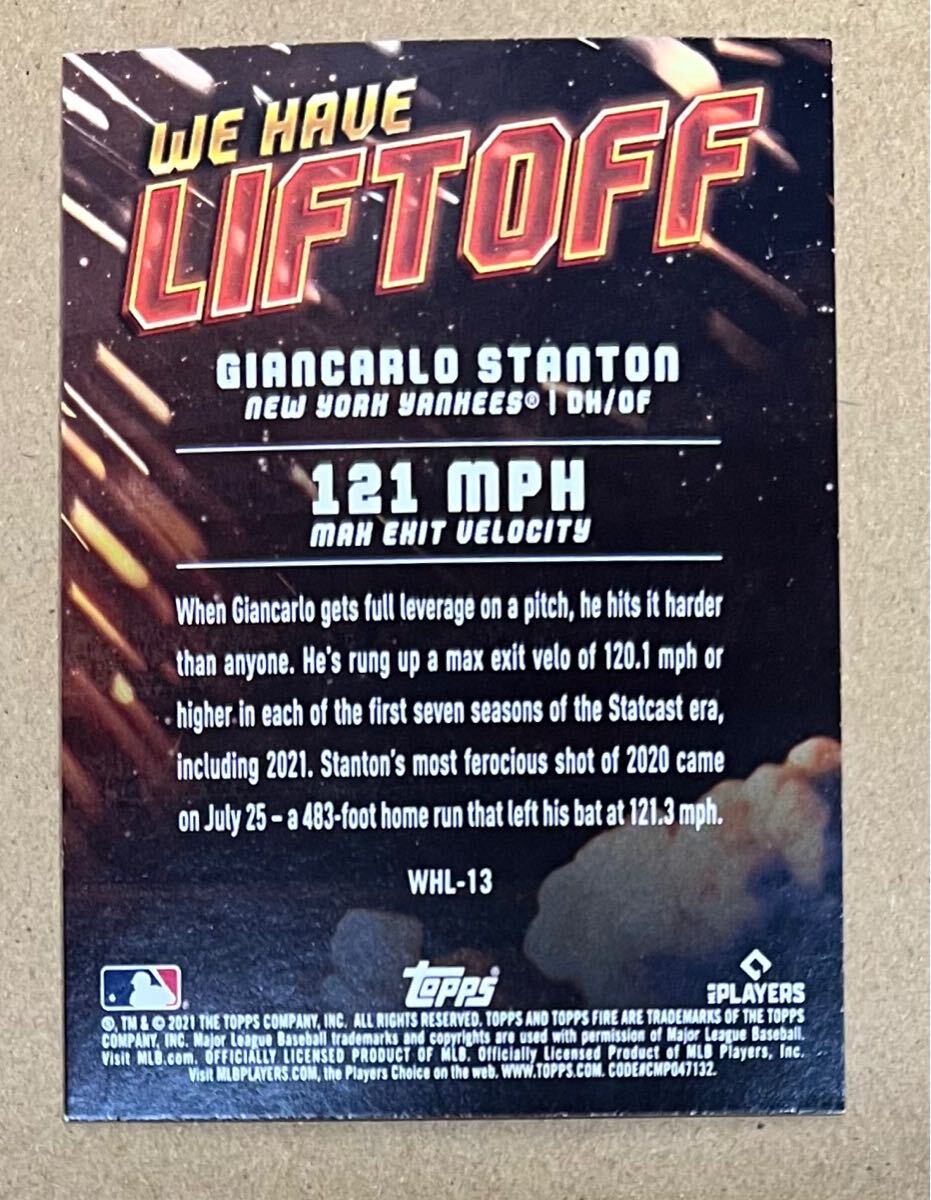 WE HAVE
LIFTOFF
GIANCARLO STANTON
NEW YORK YANKEES® | DH/OF
121 MPH
MAX EXIT VELOCITY
When Giancarlo gets full leverage on a pitch, he hits it harder
than anyone. He's rung up a max exit velo of 120.1 mph or
higher in each of the first seven seasons of the Statcast era,
including 2021. Stanton's most ferocious shot of 2020 came
on July 25 – a 483-foot home run that left his bat at 121.3 mph.
WHL-13
topps®
MLB PLAYERS
®, TM & © 2021 THE TOPPS COMPANY, INC. ALL RIGHTS RESERVED. TOPPS AND TOPPS FIRE ARE TRADEMARKS OF THE TOPPS
COMPANY, INC. Major League Baseball trademarks and copyrights are used with permission of Major League Baseball.
Visit MLB.com. OFFICIALLY LICENSED PRODUCT OF MLB. Officially Licensed Product of MLB Players, Inc.
Visit MLBPLAYERS.COM, the Players Choice on the web. WWW.TOPPS.COM. CODE#CMP047132.